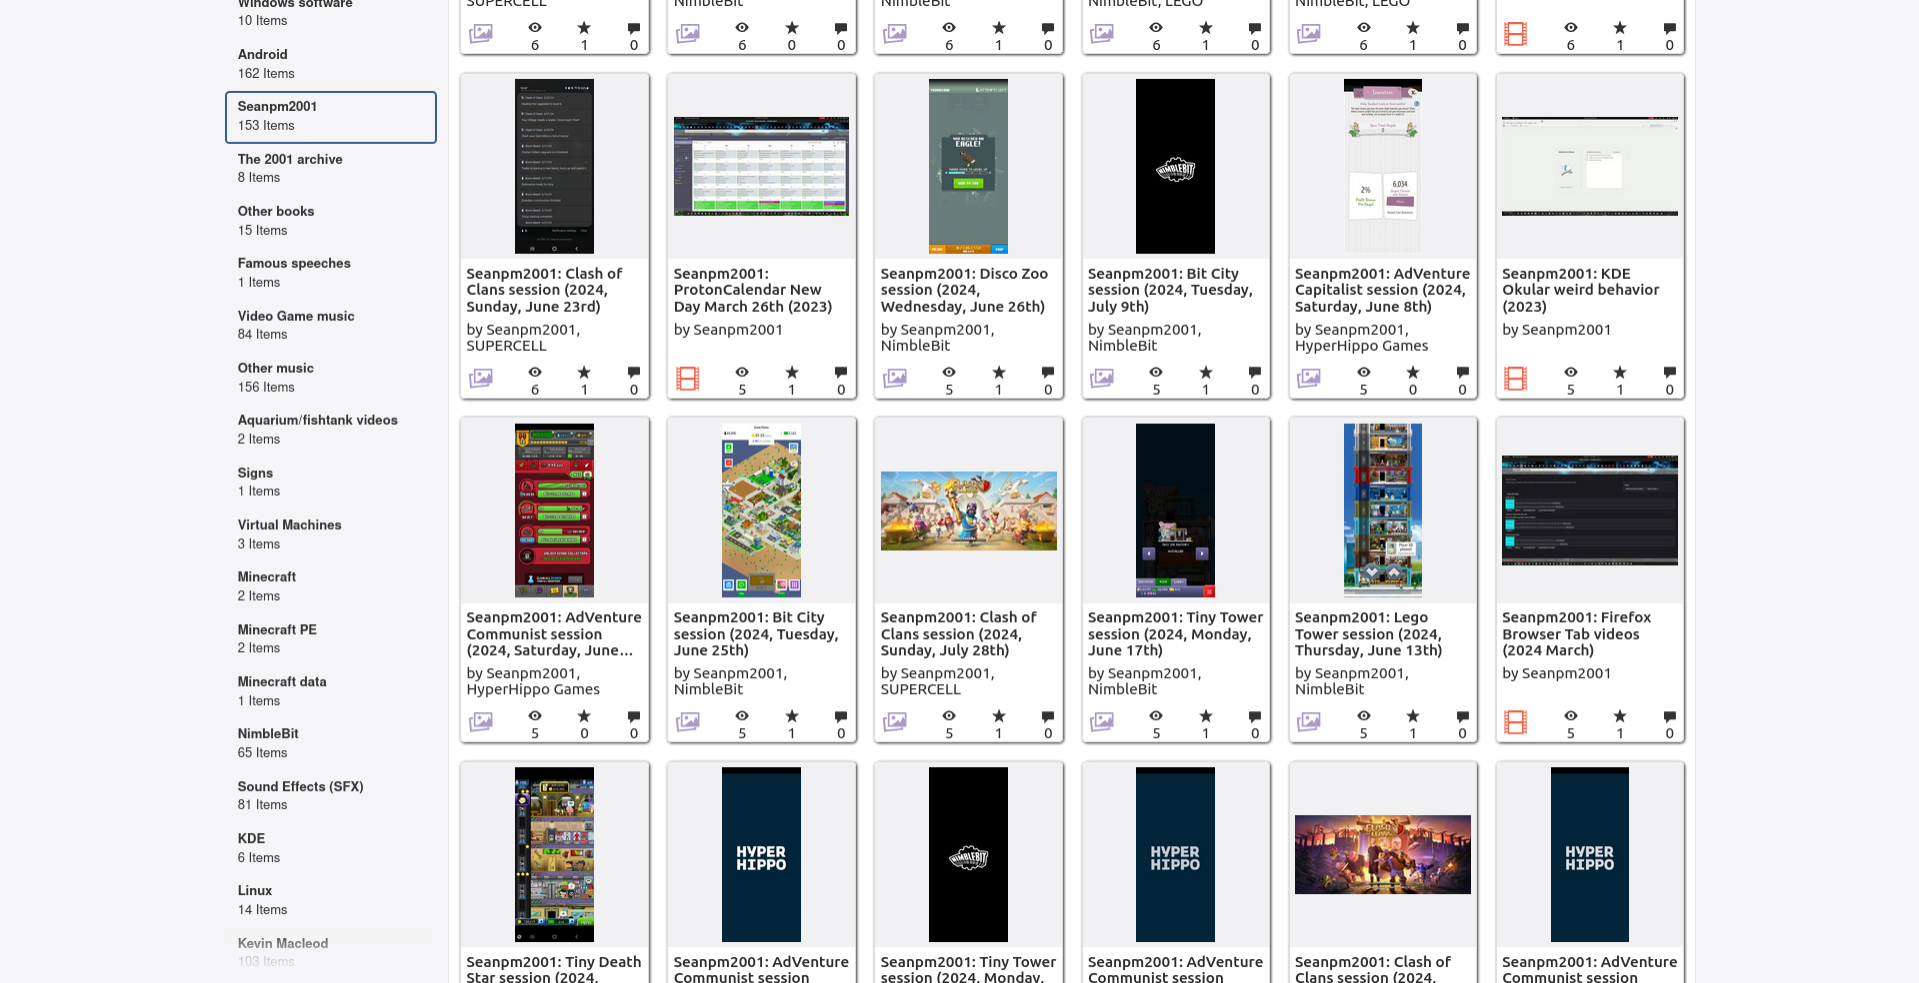 Windows software
10 Items
Android
162 Items
Seanpm2001
153 Items
The 2001 archive
8 Items
Other books
15 Items
Famous speeches
1 Items
Video Game music
84 Items
Other music
156 Items
Aquarium/fishtank videos
2 Items
Signs
1 Items
Virtual Machines
3 Items
Minecraft
2 Items
Minecraft PE
2 Items
Minecraft data
1 Items
NimbleBit
65 Items
Sound Effects (SFX)
81 Items
KDE
6 Items
Linux
14 Items
Kevin Macleod
103 Items
SUPERCELL
6 1 0
NimbleBit
6 0 0
NimbleBit
6 1 0
NimbleBit, LEGO
6 1 0
NimbleBit, LEGO
6 1 0
6 1 0
Seanpm2001: Clash of
Clans session (2024,
Sunday, June 23rd)
by Seanpm2001,
SUPERCELL
6 1 0
Seanpm2001:
ProtonCalendar New
Day March 26th (2023)
by Seanpm2001
5 1 0
EAGLE!
Seanpm2001: Disco Zoo
session (2024,
Wednesday, June 26th)
by Seanpm2001,
NimbleBit
5 1 0
NIMBLEBIT
Seanpm2001: Bit City
session (2024, Tuesday,
July 9th)
by Seanpm2001,
NimbleBit
5 1 0
Investors
2%
6,034
Seanpm2001: AdVenture
Capitalist session (2024,
Saturday, June 8th)
by Seanpm2001,
HyperHippo Games
5 0 0
Seanpm2001: KDE
Okular weird behavior
(2023)
by Seanpm2001
5 1 0
Seanpm2001: AdVenture
Communist session
(2024, Saturday, June...
by Seanpm2001,
HyperHippo Games
5 0 0
Seanpm2001: Bit City
session (2024, Tuesday,
June 25th)
by Seanpm2001,
NimbleBit
5 1 0
Seanpm2001: Clash of
Clans session (2024,
Sunday, July 28th)
by Seanpm2001,
SUPERCELL
5 1 0
Seanpm2001: Tiny Tower
session (2024, Monday,
June 17th)
by Seanpm2001,
NimbleBit
5 1 0
Seanpm2001: Lego
Tower session (2024,
Thursday, June 13th)
by Seanpm2001,
NimbleBit
5 1 0
Seanpm2001: Firefox
Browser Tab videos
(2024 March)
by Seanpm2001
5 1 0
Seanpm2001: Tiny Death
Star session (2024,
HYPER
HIPPO
Seanpm2001: AdVenture
Communist session
NIMBLEBIT
Seanpm2001: Tiny Tower
session (2024, Monday,
HYPER
HIPPO
Seanpm2001: AdVenture
Communist session
Seanpm2001: Clash of
Clans session (2024,
HYPER
HIPPO
Seanpm2001: AdVenture
Communist session